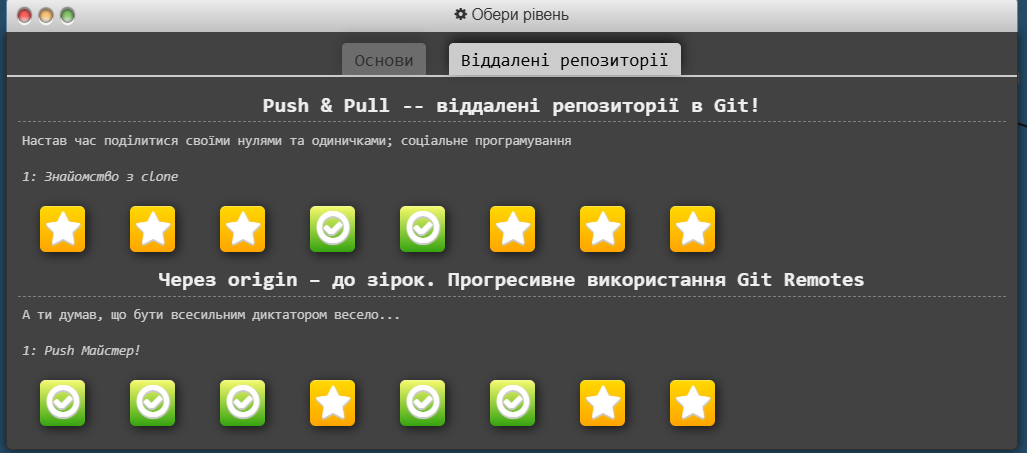 Обери рівень
Основи
Віддалені репозиторії
Push & Pull -- віддалені репозиторії в Git!
Настав час поділитися своїми нулями та одиничками; соціальне програмування
1: Знайомство з clone
Через origin – до зірок. Прогресивне використання Git Remotes
А ти думав, що бути всесильним диктатором весело...
1: Push Майстер!